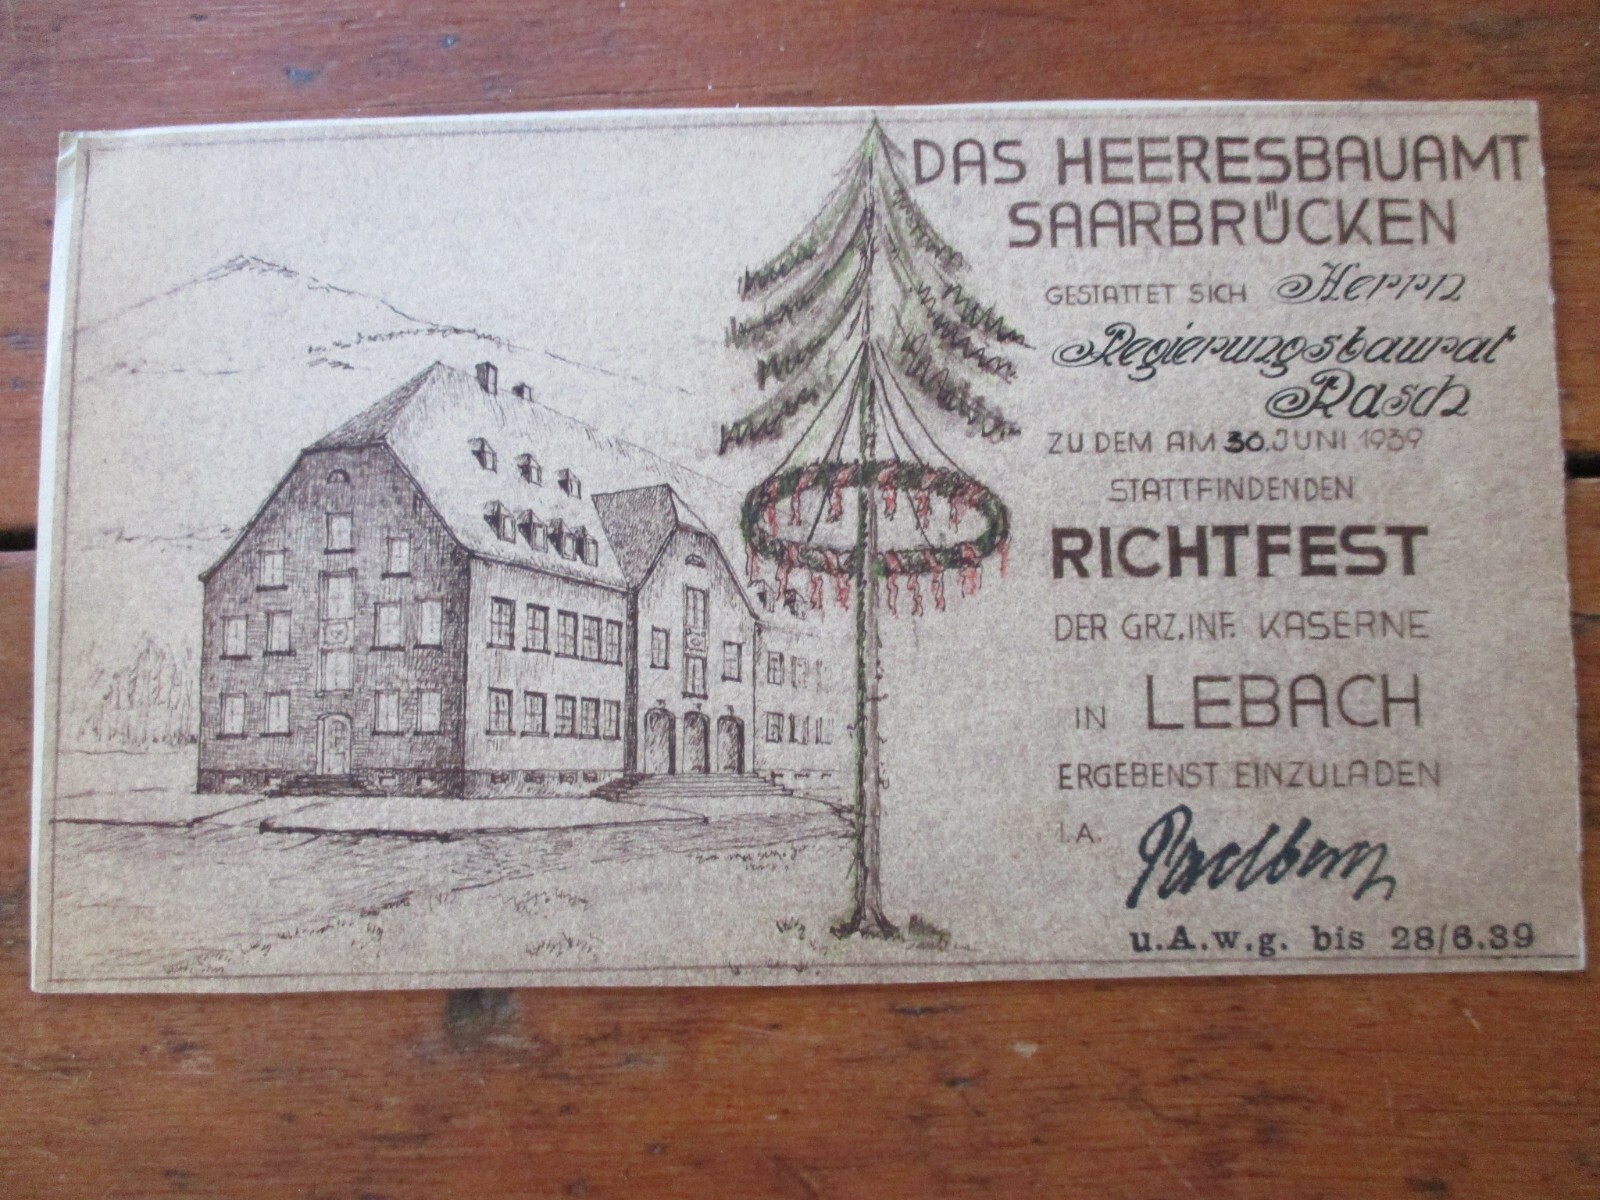 DAS HEERESBAUAMT
SAARBRÜCKEN
GESTATTET SICH Herrn
Regierungsbaurat
Rasch
ZU DEM AM 30. JUNI 1939
STATTFINDENDEN
RICHTFEST
DER GRZ. INF. KASERNE
IN LEBACH
ERGEBENST EINZULADEN
I.A.
u.A.w.g. bis 28/6.39